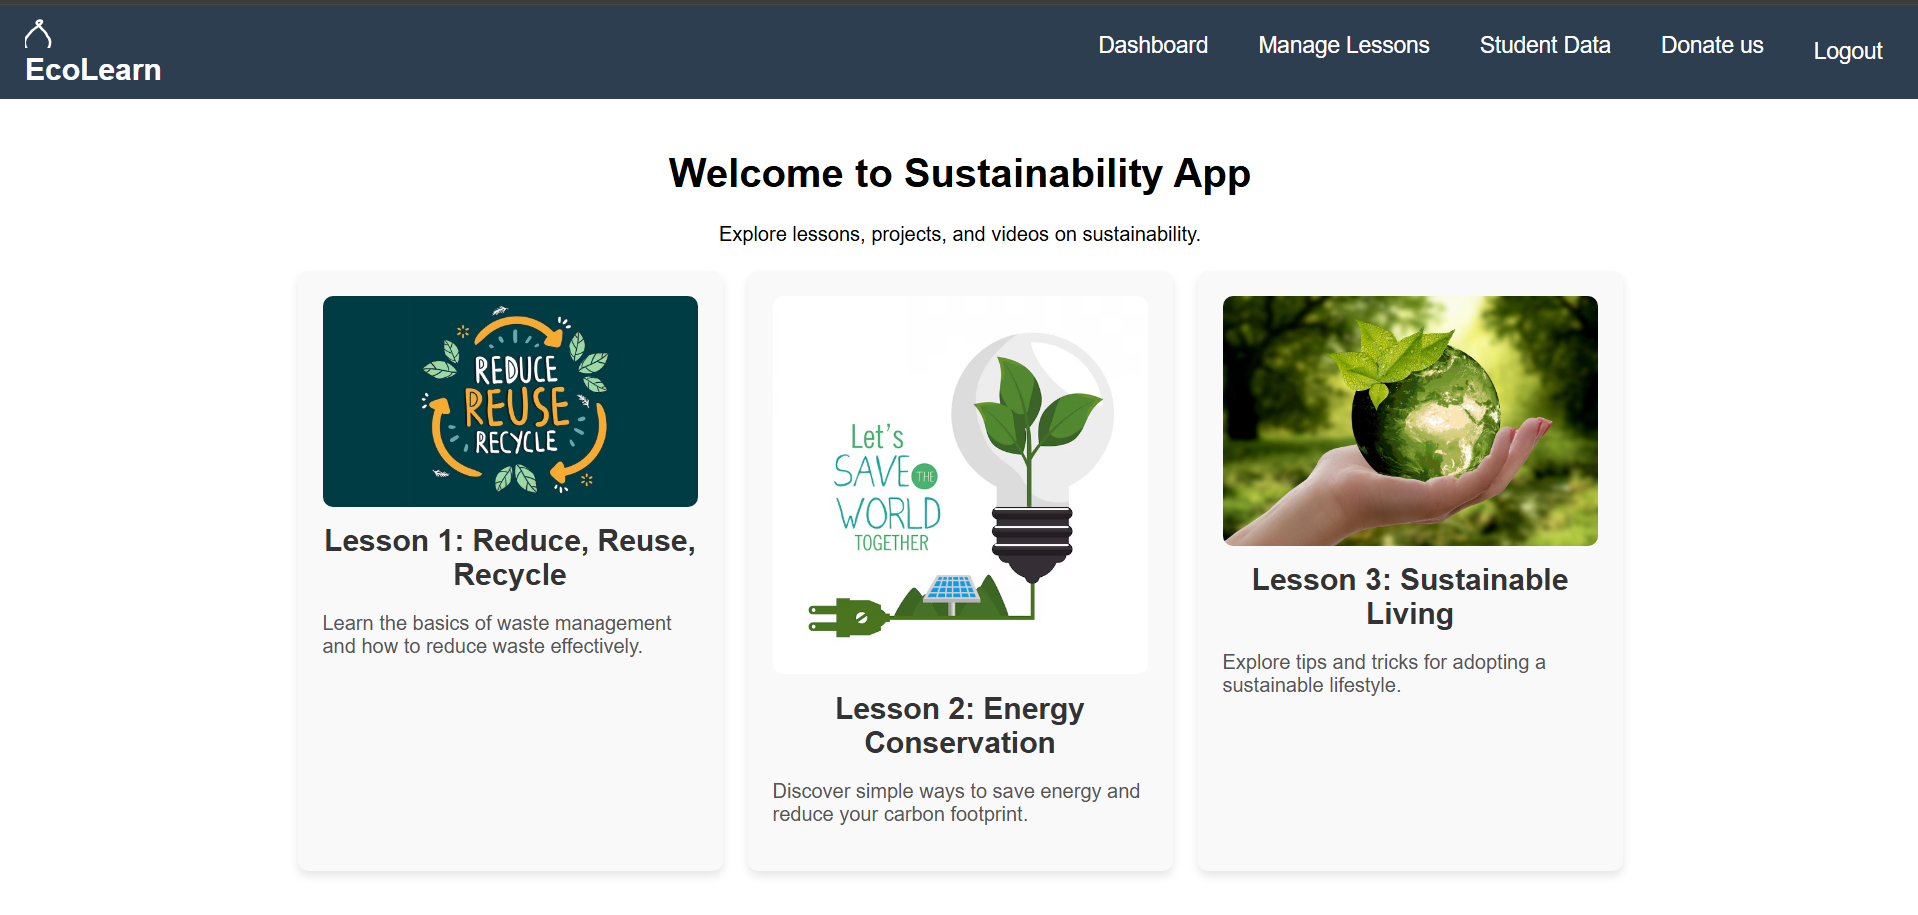 EcoLearn
Dashboard
Manage Lessons
Student Data
Donate us
Logout
Welcome to Sustainability App
Explore lessons, projects, and videos on sustainability.
REDUCE
REUSE
RECYCLE
Lesson 1: Reduce, Reuse,
Recycle
Learn the basics of waste management
and how to reduce waste effectively.
Let's
SAVE THE
WORLD
TOGETHER
Lesson 2: Energy
Conservation
Discover simple ways to save energy and
reduce your carbon footprint.
Lesson 3: Sustainable
Living
Explore tips and tricks for adopting a
sustainable lifestyle.